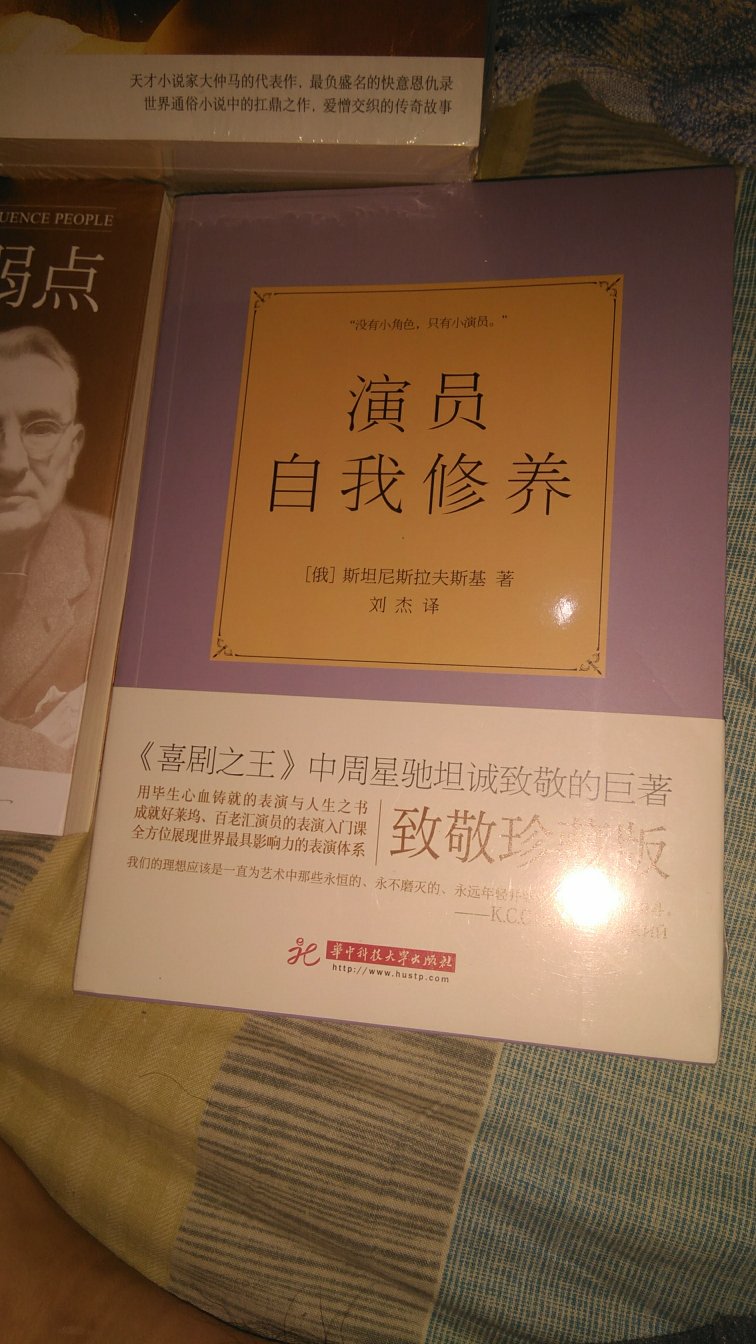 天才小说家大仲马的代表作，最负盛名的快意恩仇录
世界通俗小说中的扛鼎之作，爱憎交织的传奇故事
UENCE PEOPLE
弱点
“没有小角色，只有小演员。”
演员
自我修养
［俄］斯坦尼斯拉夫斯基 著
刘杰 译
《喜剧之王》中周星驰坦诚致敬的巨著
用毕生心血铸就的表演与人生之书
成就好莱坞、百老汇演员的表演入门课
全方位展现世界最具影响力的表演体系
致敬珍藏版
我们的理想应该是一直为艺术中那些永恒的、永不磨灭的、永远年轻
——К.С.
华中科技大学出版社
http://www.hustp.com